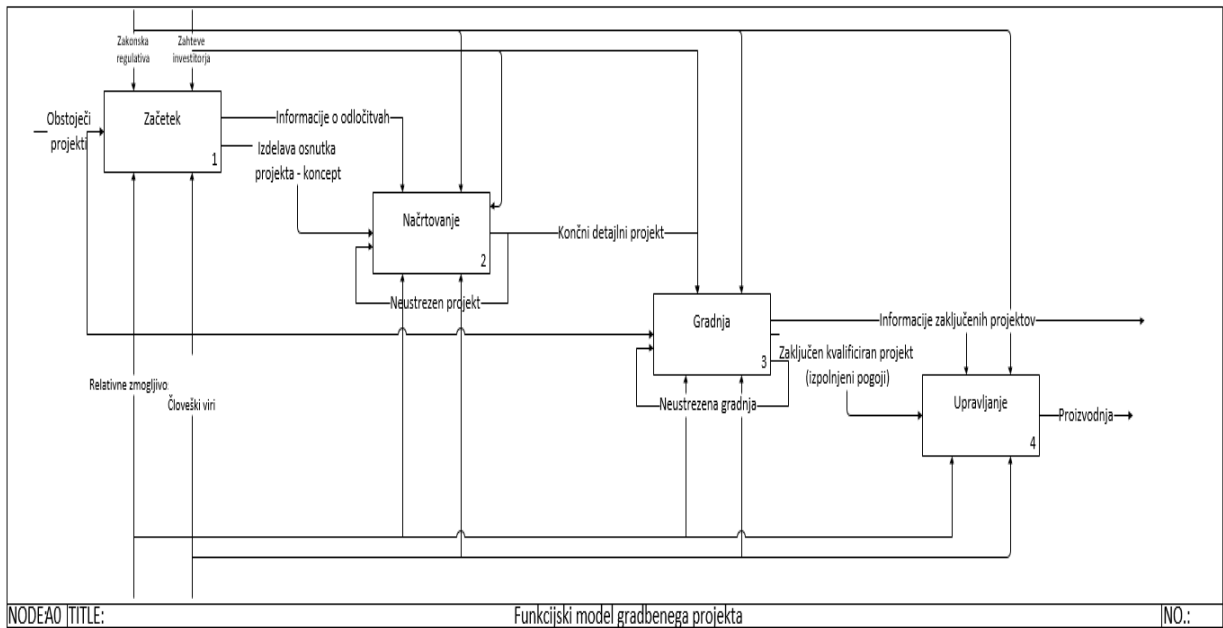 Zakonska
regulativa
Zahteve
investitorja
Obstoječi
projekti
Začetek
1
Informacije o odločitvah
Izdelava osnutka
projekta - koncept
Načrtovanje
2
Končni detajlni projekt
Neustrezen projekt
Gradnja
3
Informacije zaključenih projektov
Zaključen kvalificiran projekt
(izpolnjeni pogoji)
Neustrezena gradnja
Relativne zmogljivo
Človeški viri
Upravljanje
4
Proizvodnja
NODE:A0 TITLE: Funkcijski model gradbenega projekta NO.: